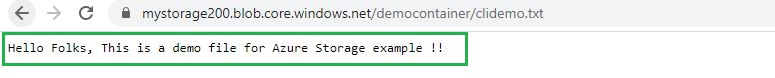 mystorage200.blob.core.windows.net/democontainer/clidemo.txt
Hello Folks, This is a demo file for Azure Storage example !!